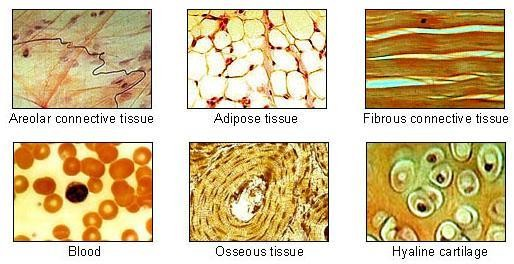 Areolar connective tissue
Adipose tissue
Fibrous connective tissue
Blood
Osseous tissue
Hyaline cartilage